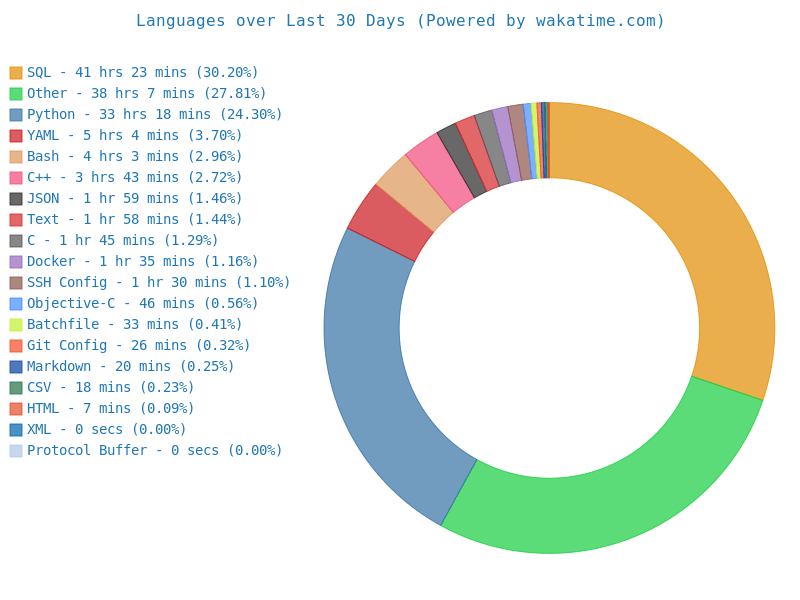 Languages over Last 30 Days (Powered by wakatime.com)
SQL - 41 hrs 23 mins (30.20%)
Other - 38 hrs 7 mins (27.81%)
Python - 33 hrs 18 mins (24.30%)
YAML - 5 hrs 4 mins (3.70%)
Bash - 4 hrs 3 mins (2.96%)
C++ - 3 hrs 43 mins (2.72%)
JSON - 1 hr 59 mins (1.46%)
Text - 1 hr 58 mins (1.44%)
C - 1 hr 45 mins (1.29%)
Docker - 1 hr 35 mins (1.16%)
SSH Config - 1 hr 30 mins (1.10%)
Objective-C - 46 mins (0.56%)
Batchfile - 33 mins (0.41%)
Git Config - 26 mins (0.32%)
Markdown - 20 mins (0.25%)
CSV - 18 mins (0.23%)
HTML - 7 mins (0.09%)
XML - 0 secs (0.00%)
Protocol Buffer - 0 secs (0.00%)